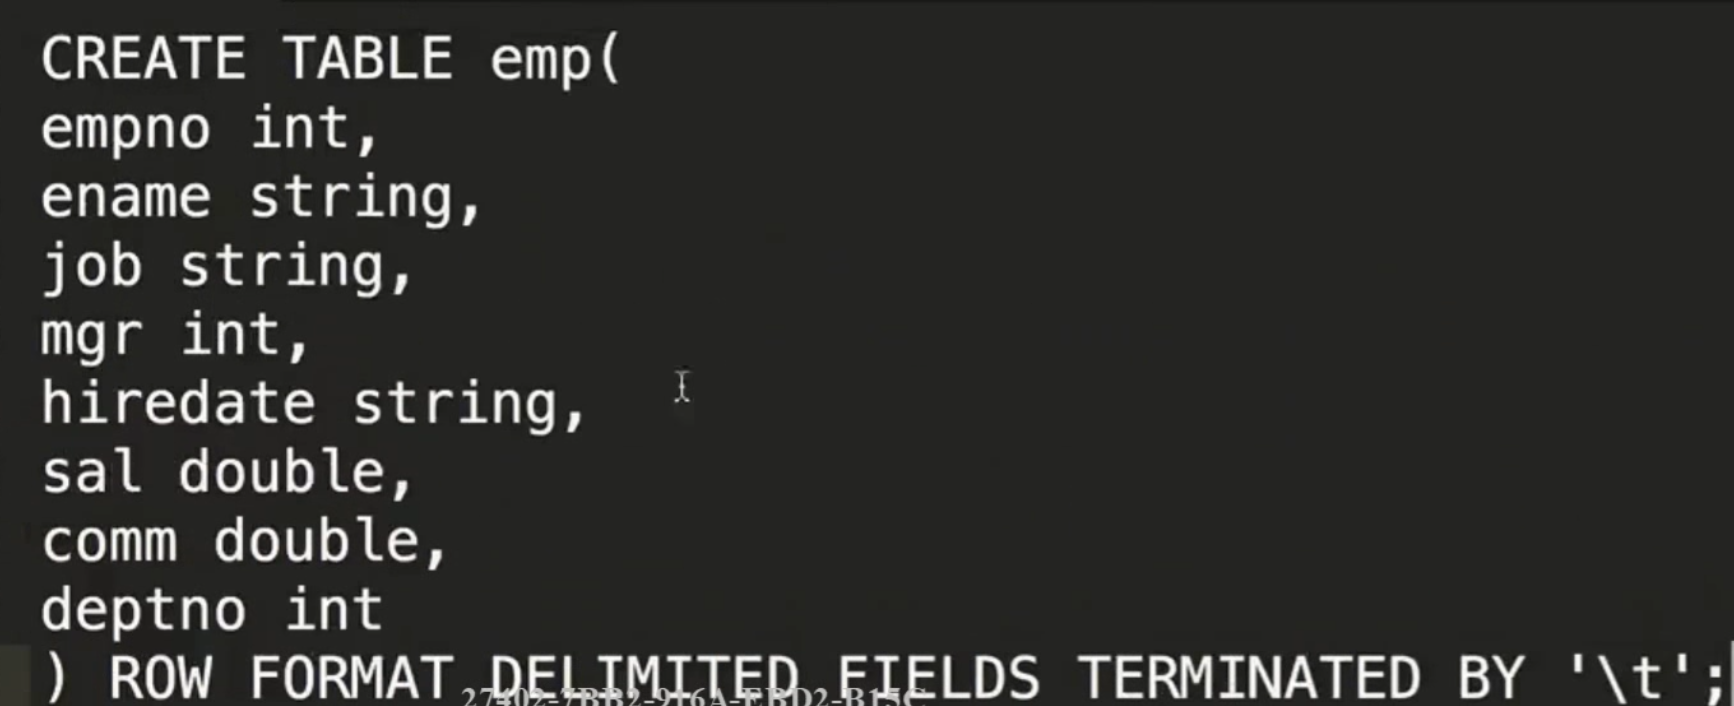 CREATE TABLE emp(
empno int,
ename string,
job string,
mgr int,
hiredate string,
sal double,
comm double,
deptno int
) ROW FORMAT DELIMITED FIELDS TERMINATED BY '\t';
27402-7BB2-916A-EBD2-B15C